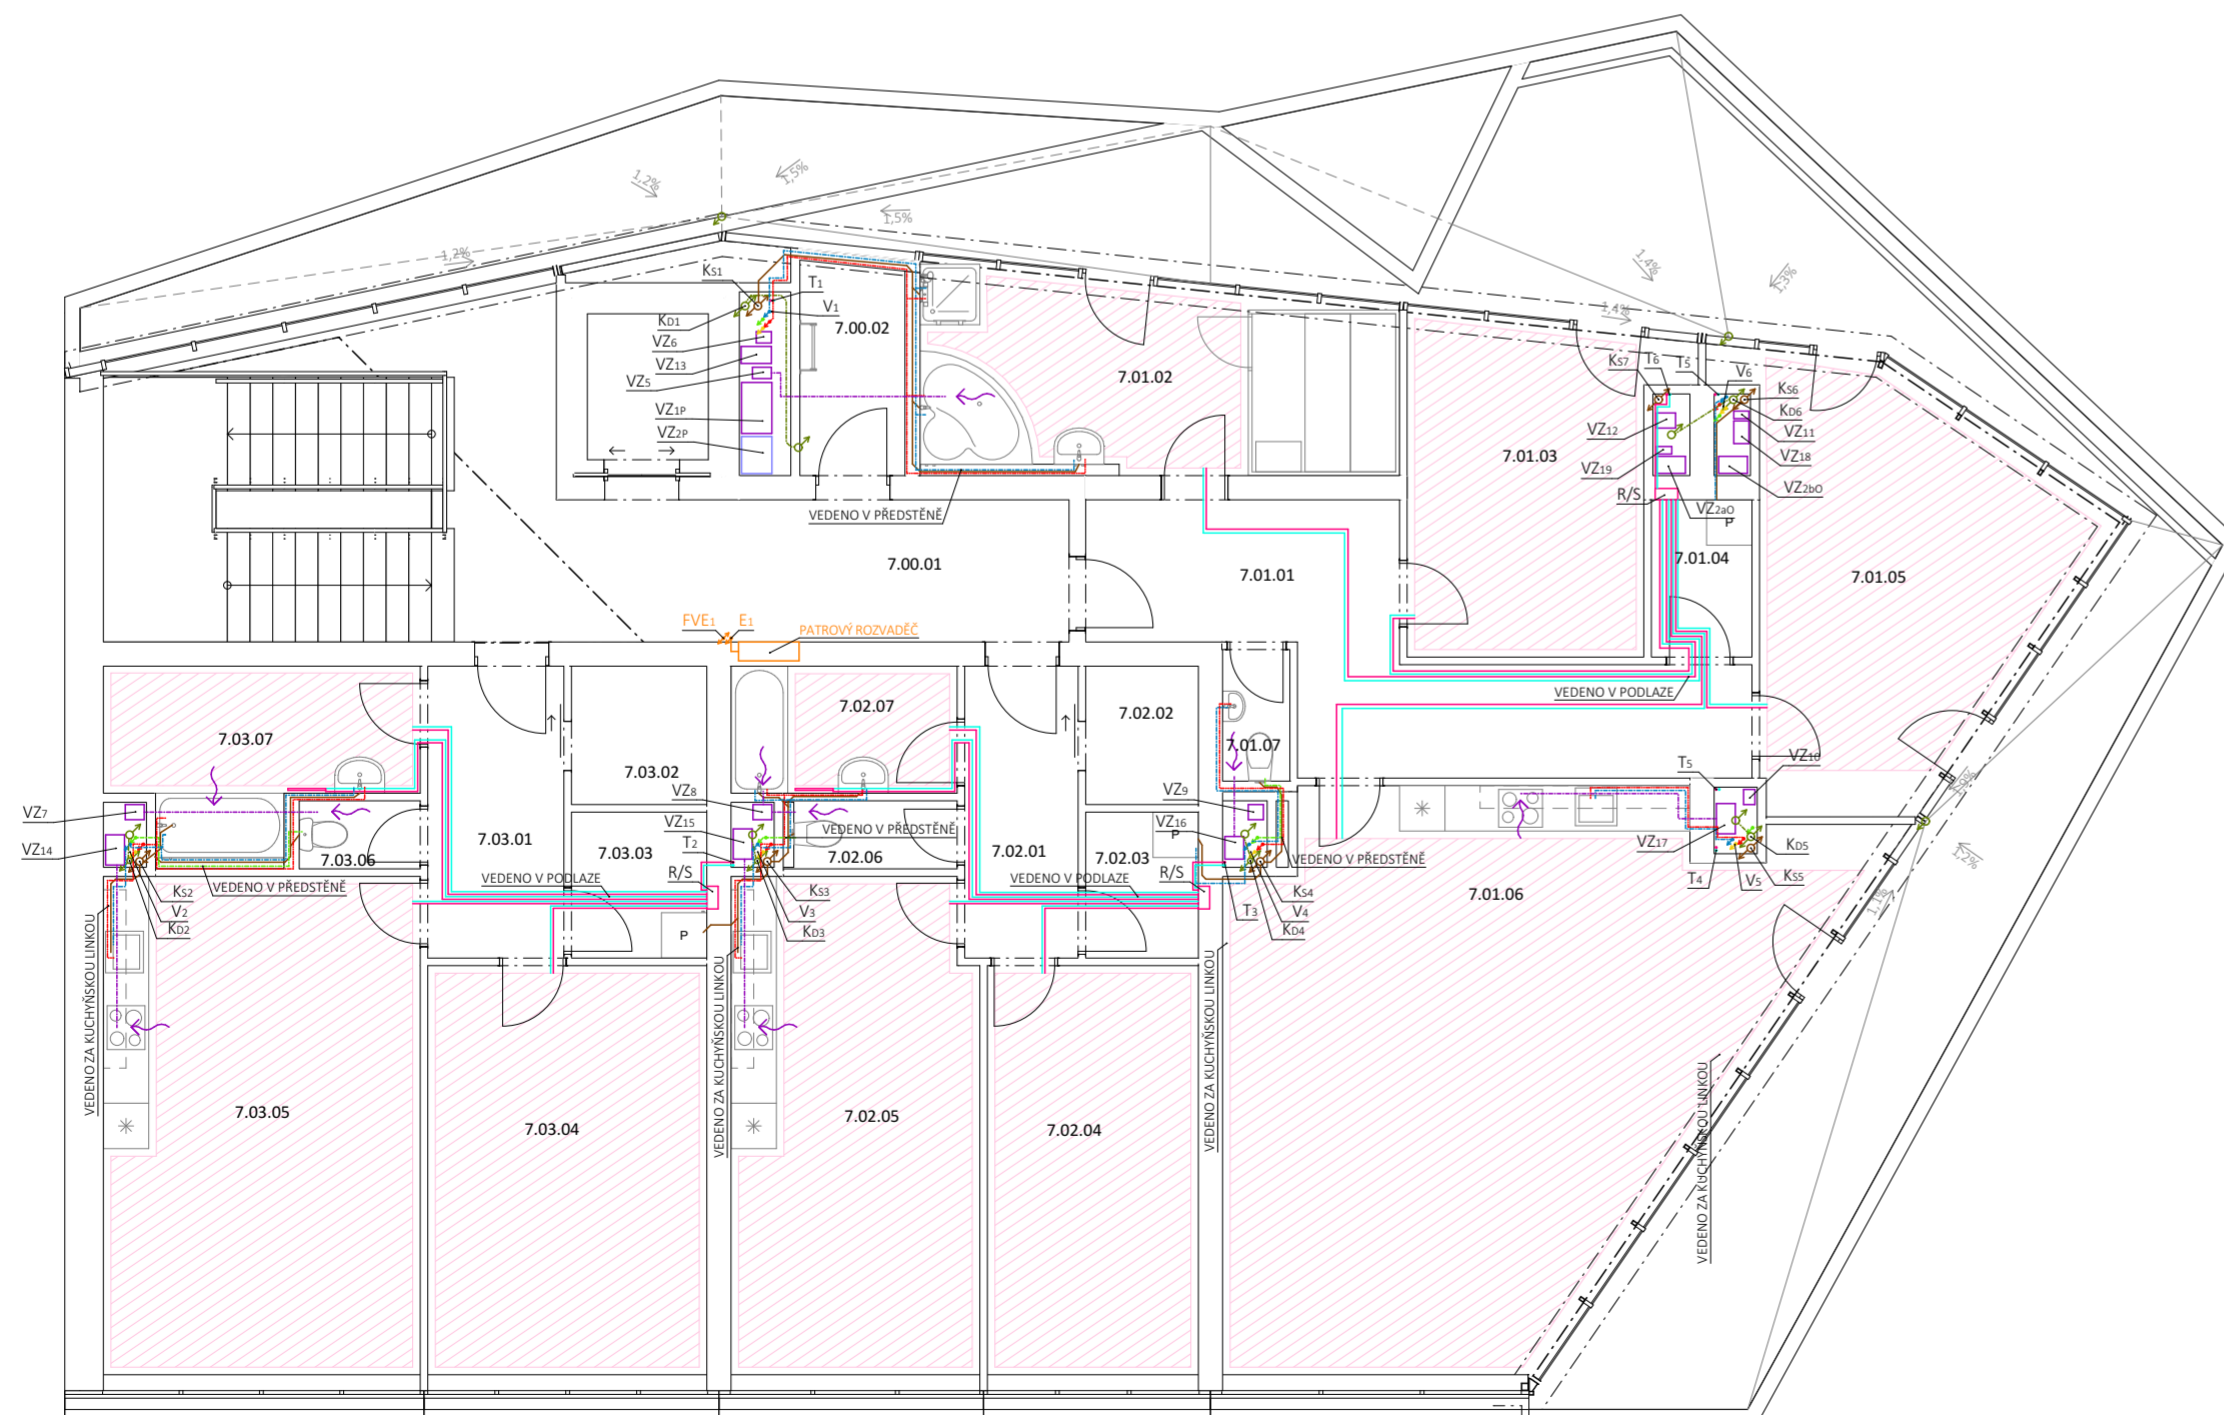 1,2%
1,5%
1,5%
1,2%
1,4%
1,3%
1,4%
KS1
T1
V1
KD1
7.00.02
VZ6
VZ13
VZ5
VZ1P
VZ2P
7.01.02
VEDENO V PŘEDSTĚNĚ
KS7
T6
T5
V6
KS6
KD6
VZ11
VZ12
VZ18
VZ19
VZ2bO
R/S
VZ2aO
P
7.01.03
7.01.04
7.01.05
7.00.01
7.01.01
FVE1
E1
PATROVÝ ROZVADĚČ
VEDENO V PODLAZE
7.03.07
7.03.02
7.02.07
7.02.02
7.01.07
T5
VZ10
1,9%
VZ7
VZ14
7.03.01
7.03.06
7.03.03
VZ8
VZ15
T2
R/S
VEDENO V PŘEDSTĚNĚ
7.02.06
7.02.01
7.02.03
VZ9
VZ16
P
R/S
VEDENO V PŘEDSTĚNĚ
VZ17
KD5
KS5
T4
V5
1,2%
1,1%
VEDENO V PODLAZE
VEDENO V PODLAZE
VEDENO V PŘEDSTĚNĚ
KS2
V2
KD2
KS3
V3
KD3
P
T3
KS4
V4
KD4
7.01.06
VEDENO ZA KUCHYŇSKOU LINKOU
VEDENO ZA KUCHYŇSKOU LINKOU
VEDENO ZA KUCHYŇSKOU LINKOU
VEDENO ZA KUCHYŇSKOU LINKOU
7.03.05
7.03.04
7.02.05
7.02.04